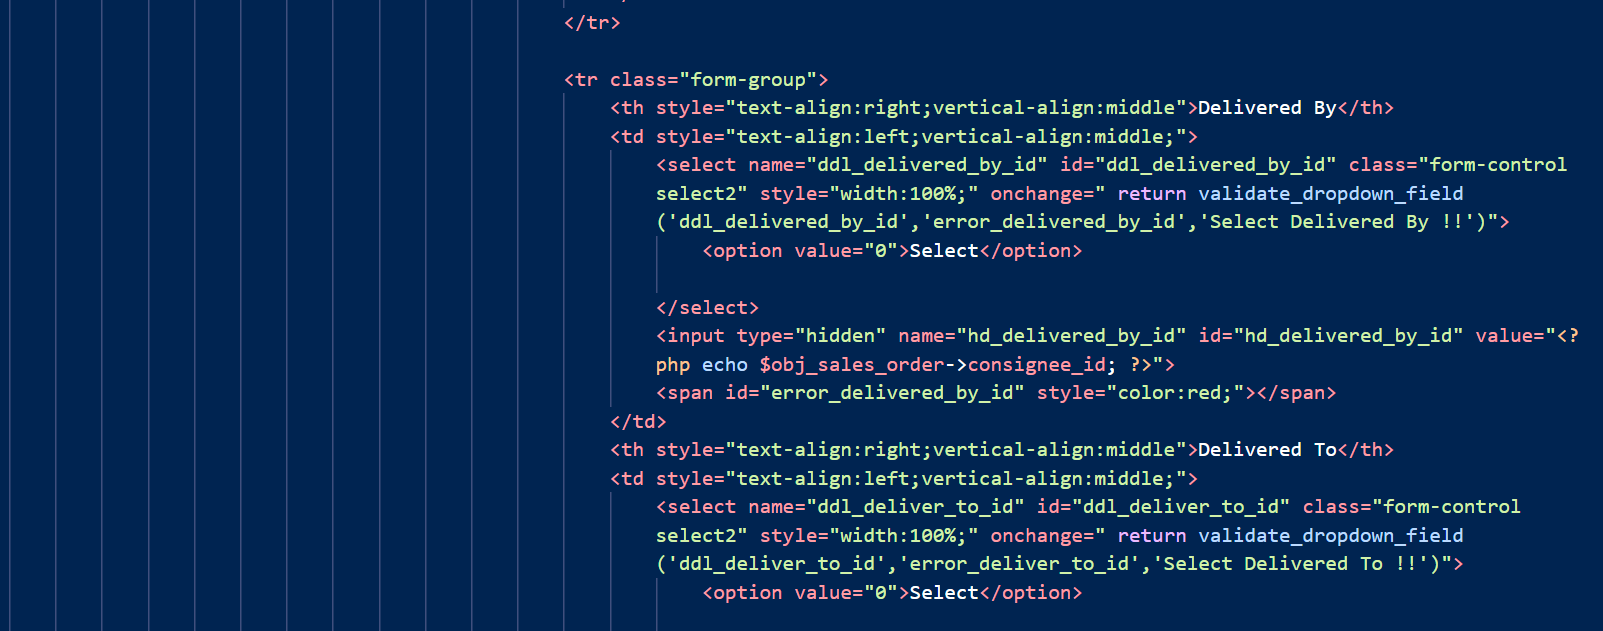 </tr>
<tr class="form-group">
<th style="text-align:right;vertical-align:middle">Delivered By</th>
<td style="text-align:left;vertical-align:middle;">
<select name="ddl_delivered_by_id" id="ddl_delivered_by_id" class="form-control
select2" style="width:100%;" onchange=" return validate_dropdown_field
('ddl_delivered_by_id','error_delivered_by_id','Select Delivered By !!')">
<option value="0">Select</option>
</select>
<input type="hidden" name="hd_delivered_by_id" id="hd_delivered_by_id" value="<?
php echo $obj_sales_order->consignee_id; ?>">
<span id="error_delivered_by_id" style="color:red;"></span>
</td>
<th style="text-align:right;vertical-align:middle">Delivered To</th>
<td style="text-align:left;vertical-align:middle;">
<select name="ddl_deliver_to_id" id="ddl_deliver_to_id" class="form-control
select2" style="width:100%;" onchange=" return validate_dropdown_field
('ddl_deliver_to_id','error_deliver_to_id','Select Delivered To !!')">
<option value="0">Select</option>